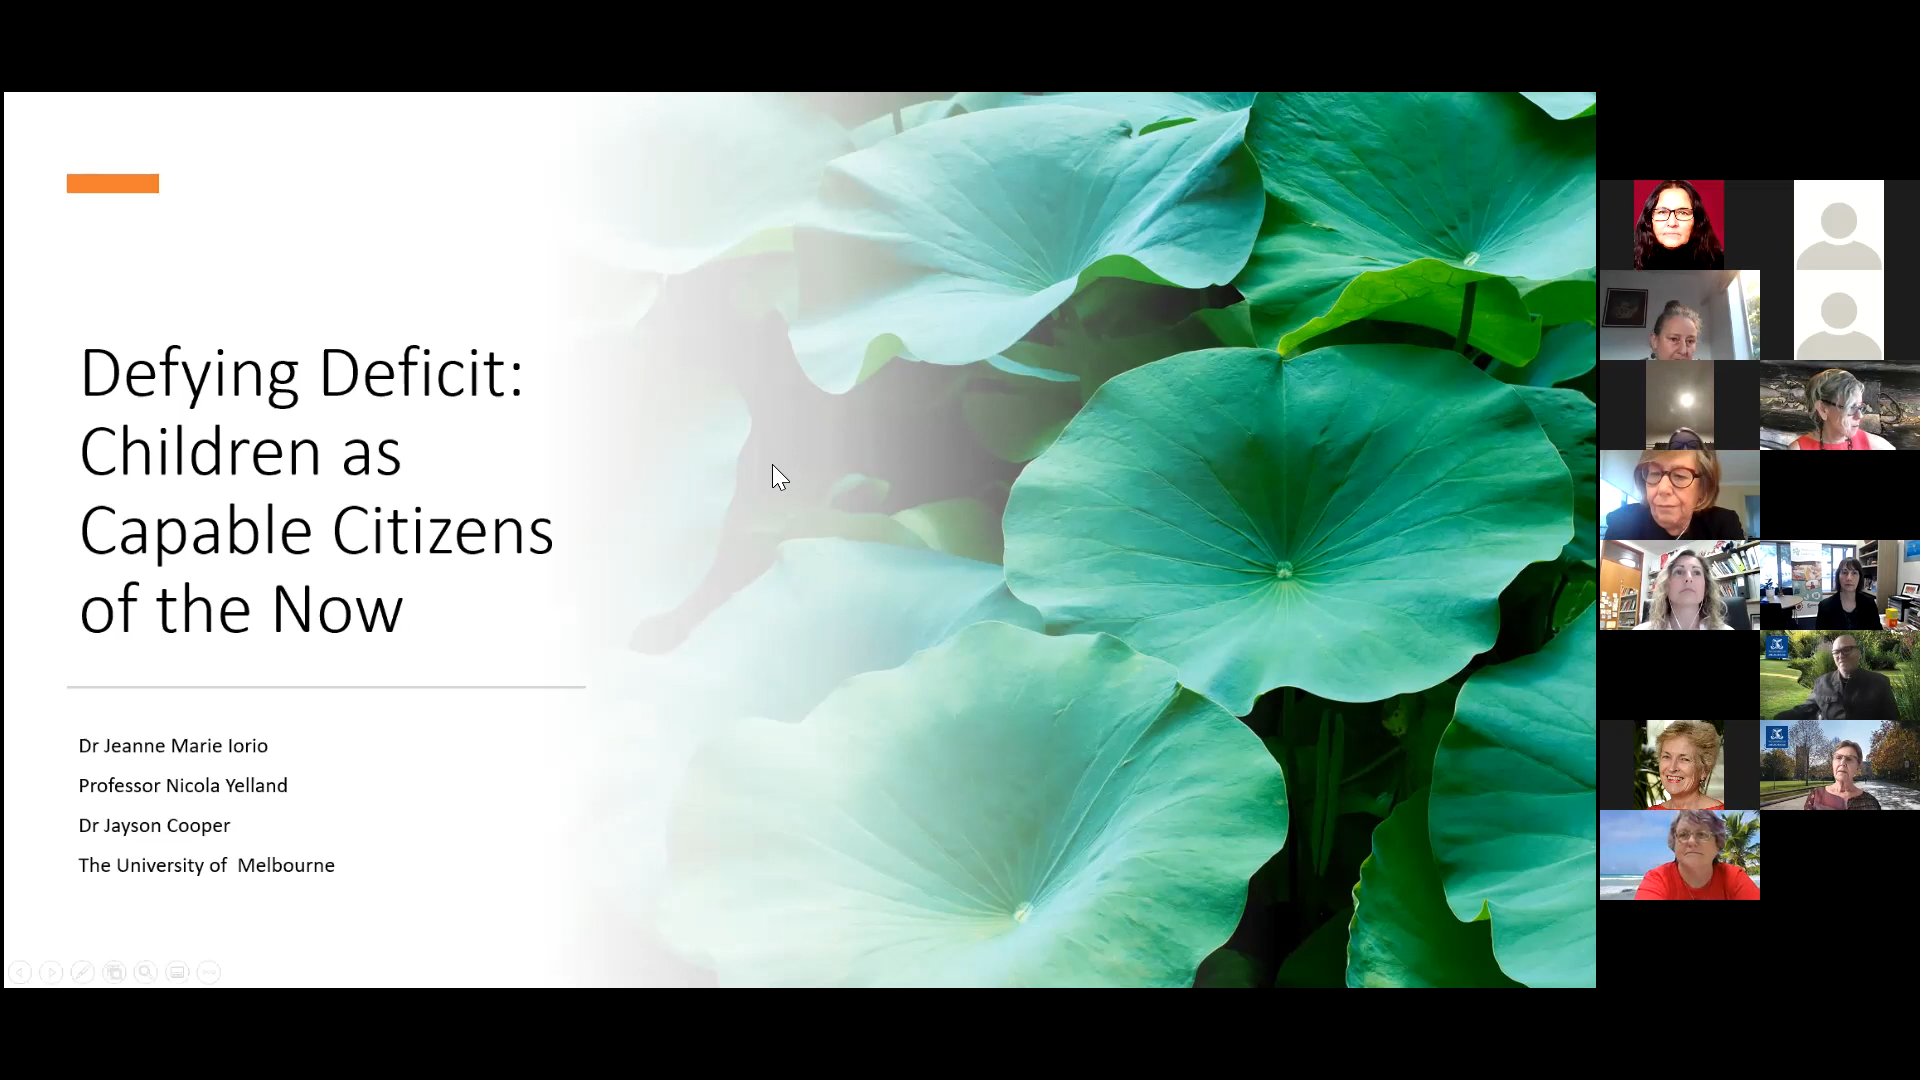 Defying Deficit:
Children as
Capable Citizens
of the Now
Dr Jeanne Marie Iorio
Professor Nicola Yelland
Dr Jayson Cooper
The University of  Melbourne